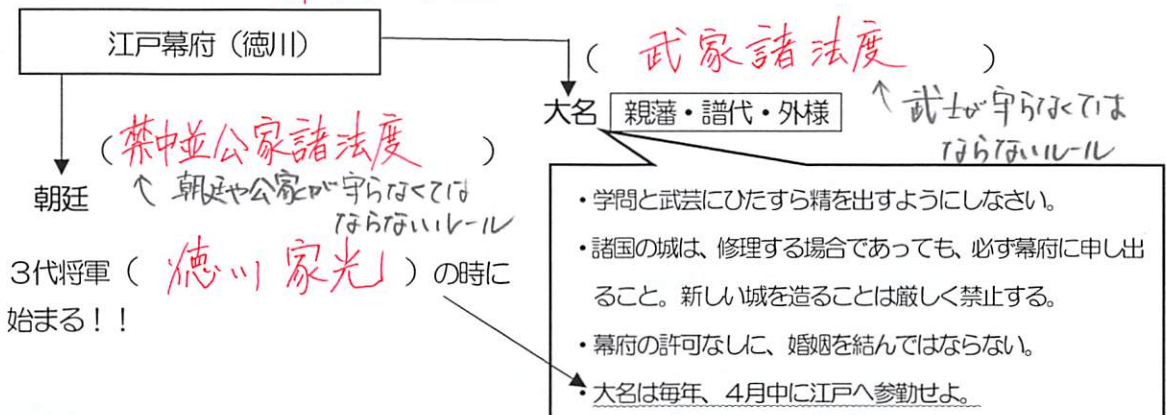 江戸幕府（徳川）
（ 武家諸法度 ）
大名 親藩・譜代・外様
↑ 武士が守らなくては
ならないルール
（禁中並公家諸法度 ）
朝廷
↑ 朝廷や公家が守らなくては
ならないルール
3代将軍（ 徳川 家光 ）の時に
始まる！！
・学問と武芸にひたすら精を出すようにしなさい。
・諸国の城は、修理する場合であっても、必ず幕府に申し出
ること。新しい城を造ることは厳しく禁止する。
・幕府の許可なしに、婚姻を結んではならない。
・大名は毎年、4月中に江戸へ参勤せよ。